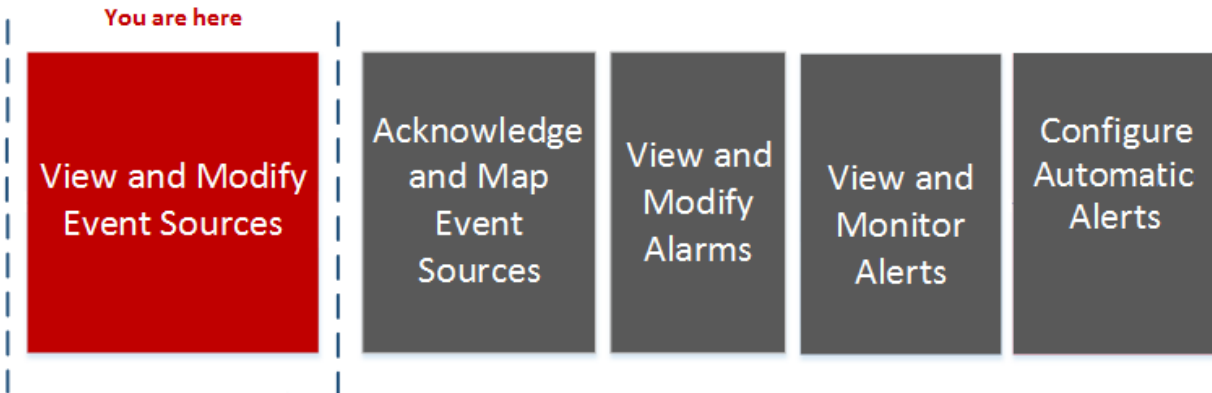 You are here
View and Modify
Event Sources
Acknowledge
and Map
Event
Sources
View and
Modify
Alarms
View and
Monitor
Alerts
Configure
Automatic
Alerts